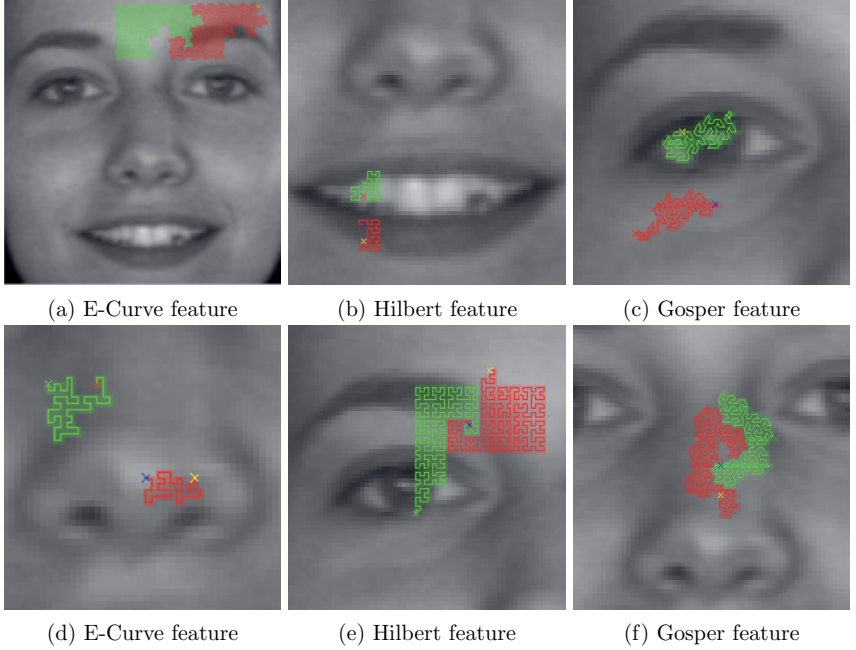 (a) E-Curve feature
(b) Hilbert feature
(c) Gosper feature
(d) E-Curve feature
(e) Hilbert feature
(f) Gosper feature